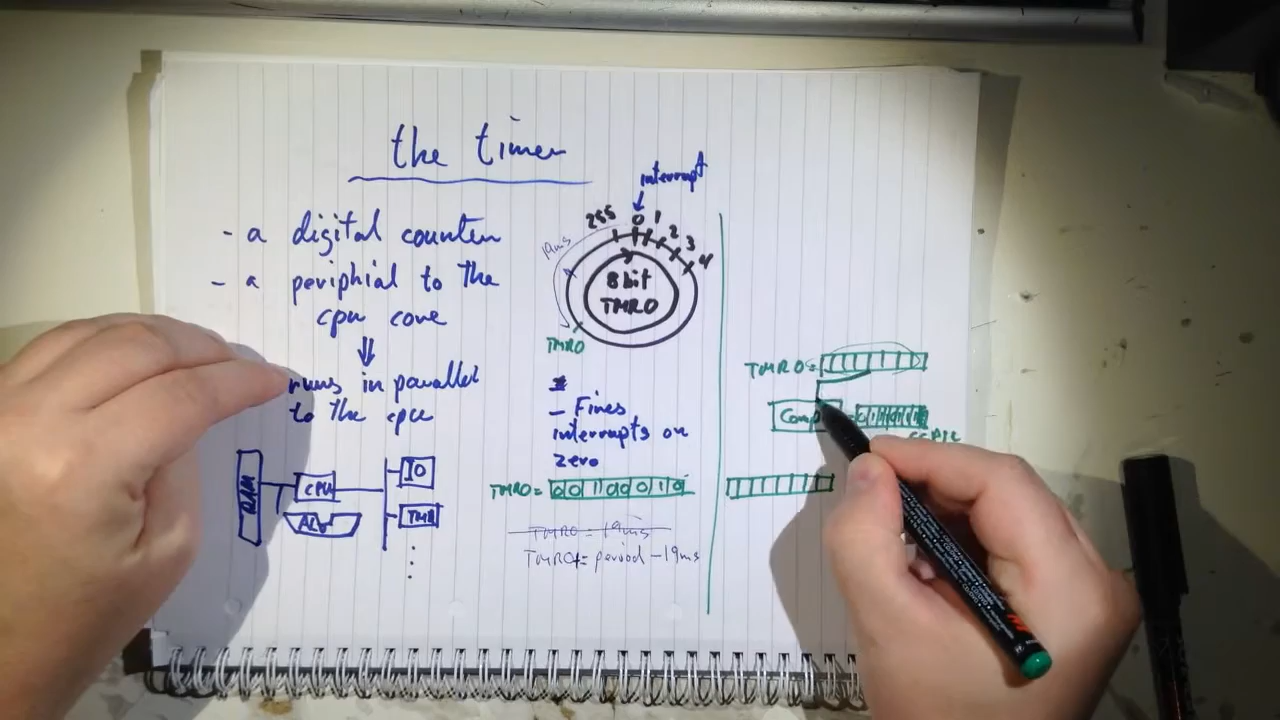 the timer
- a digital counter
- a periphial to the
cpu core
⇓
runs in parallel
to the cpu
RAM
CPU
ALU
IO
TMR
interrupt
255 0 1 2 3 4
19ms
8 bit
TMR0
TMR0
- Fires
interrupts on
zero
TMR0=
TMR0 = 19ms
TMR0+= period - 19ms
TMR0=
Comp